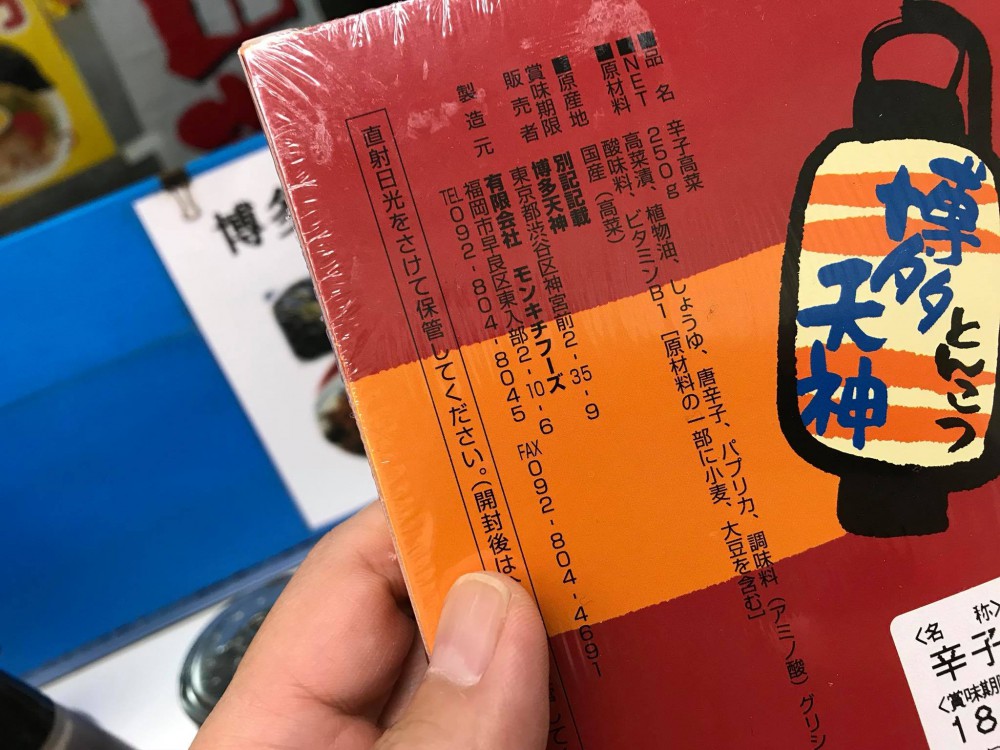 とんこつ
博多
天神
■品名 辛子高菜
■NET 250g
■原材料 高菜漬、植物油、しょうゆ、唐辛子、パプリカ、調味料（アミノ酸）グリシ
酸味料、ビタミンB1［原材料の一部に小麦、大豆を含む］
■原産地 国産（高菜）
賞味期限 別記記載
販売者 博多天神
東京都渋谷区神宮前2-35-9
製造元 有限会社 モンキチフーズ
福岡市早良区東入部2-10-6
TEL092-804-8045 FAX092-804-4691
直射日光をさけて保管してください。（開封後は
〈名 称〉
辛子
〈賞味期
18.
博多